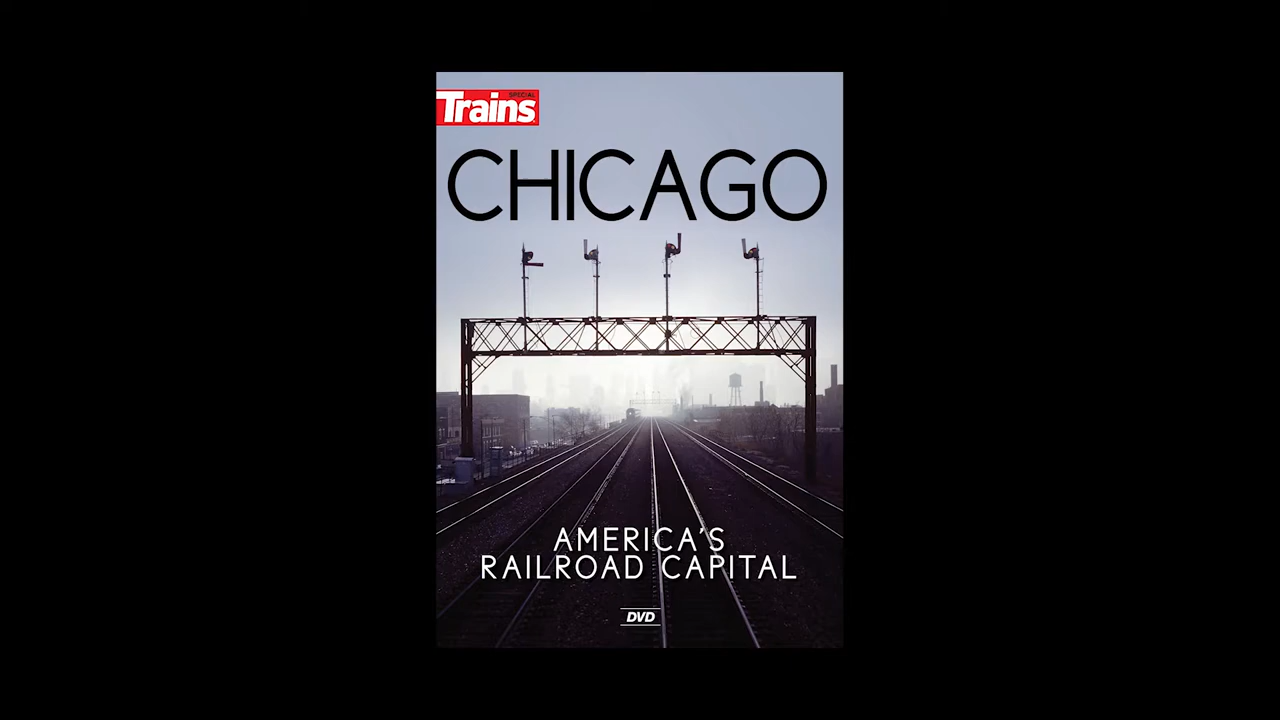 SPECIAL
Trains
CHICAGO
AMERICA'S
RAILROAD CAPITAL
DVD